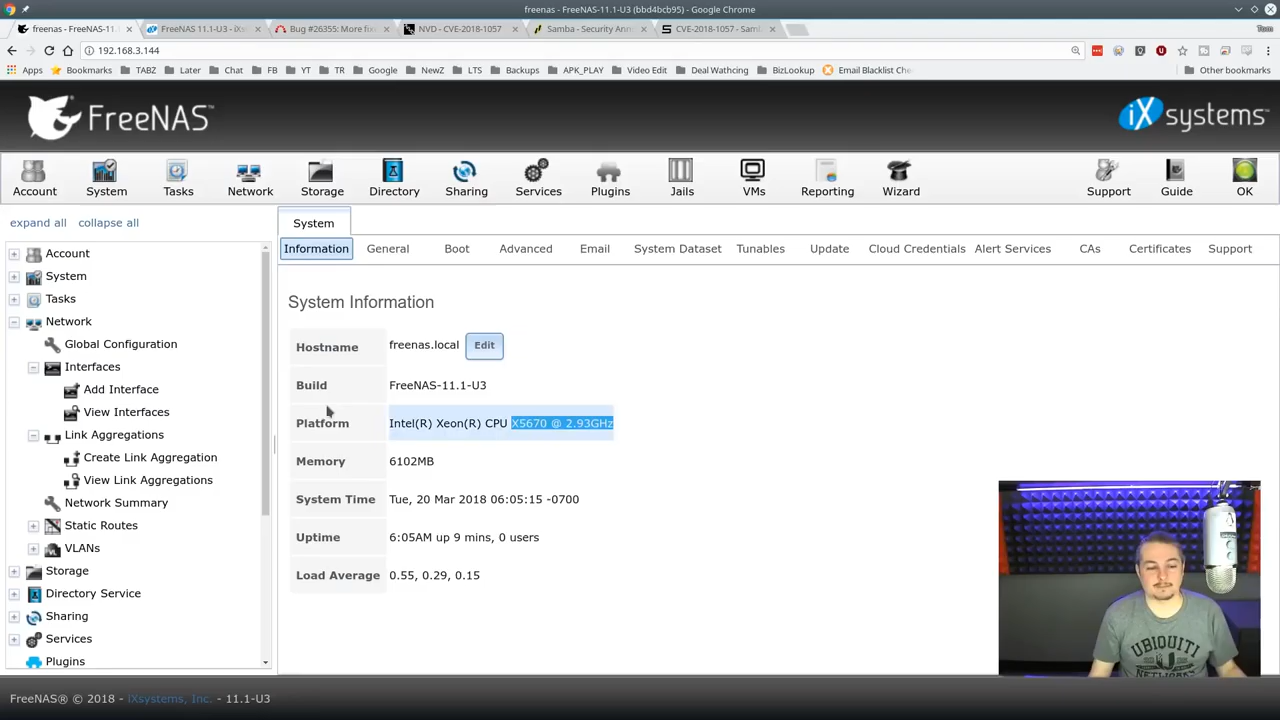 freenas - FreeNAS-11.1-U3 (bbd4bcb95) - Google Chrome
freenas - FreeNAS-11.1-
FreeNAS 11.1-U3 - iXs
Bug #26355: More fix
NVD - CVE-2018-1057
Samba - Security Ann
CVE-2018-1057 - Sam
Tom
192.168.3.144
Apps
Bookmarks
TABZ
Later
Chat
FB
YT
TR
Google
NewZ
LTS
Backups
APK_PLAY
Video Edit
Deal Wathcing
BizLookup
Email Blacklist Che
Other bookmarks
FreeNAS™
iXsystems™
Account
System
Tasks
Network
Storage
Directory
Sharing
Services
Plugins
Jails
VMs
Reporting
Wizard
Support
Guide
OK
expand all
collapse all
Account
System
Tasks
Network
Global Configuration
Interfaces
Add Interface
View Interfaces
Link Aggregations
Create Link Aggregation
View Link Aggregations
Network Summary
Static Routes
VLANs
Storage
Directory Service
Sharing
Services
Plugins
System
Information
General
Boot
Advanced
Email
System Dataset
Tunables
Update
Cloud Credentials
Alert Services
CAs
Certificates
Support
System Information
Hostname freenas.local Edit
Build FreeNAS-11.1-U3
Platform Intel(R) Xeon(R) CPU X5670 @ 2.93GHz
Memory 6102MB
System Time Tue, 20 Mar 2018 06:05:15 -0700
Uptime 6:05AM up 9 mins, 0 users
Load Average 0.55, 0.29, 0.15
UBIQUITI
FreeNAS® © 2018 - iXsystems, Inc. - 11.1-U3